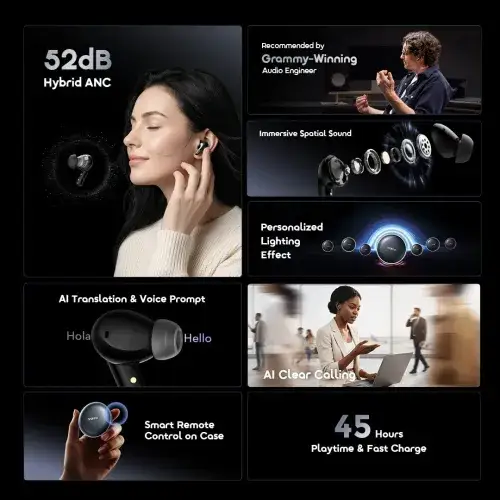 52dB
Hybrid ANC
Recommended by
Grammy-Winning
Audio Engineer
Immersive Spatial Sound
Personalized
Lighting
Effect
AI Translation & Voice Prompt
Hola
Hello
AI Clear Calling
Smart Remote
Control on Case
45 Hours
Playtime & Fast Charge